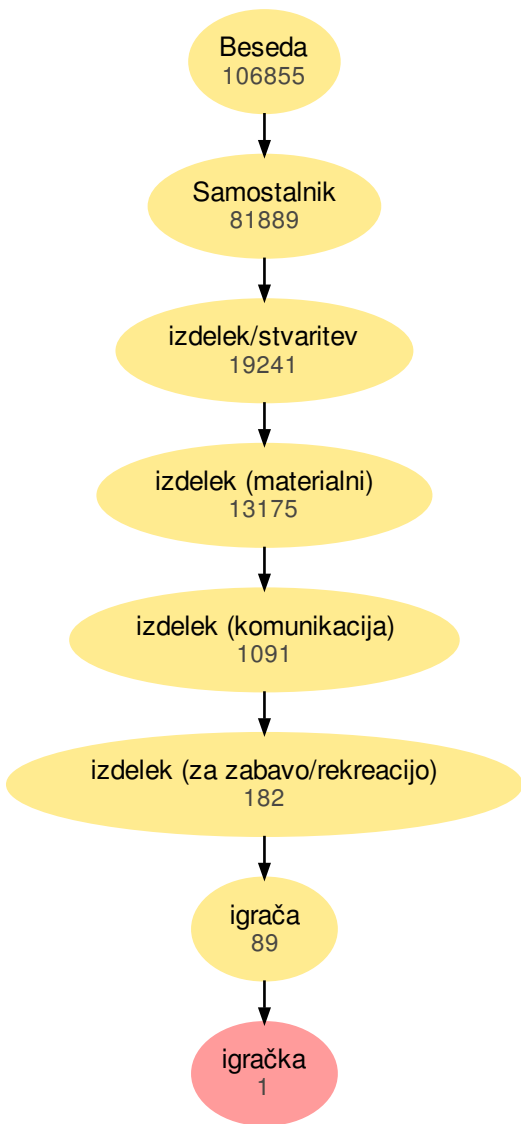 Beseda
106855
Samostalnik
81889
izdelek/stvaritev
19241
izdelek (materialni)
13175
izdelek (komunikacija)
1091
izdelek (za zabavo/rekreacijo)
182
igrača
89
igračka
1